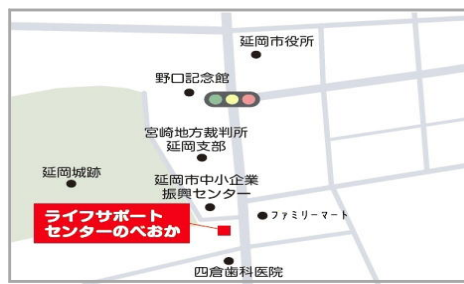 延岡市役所
野口記念館
宮崎地方裁判所
延岡支部
延岡城跡
延岡市中小企業
振興センター
ライフサポート
センターのべおか
ファミリーマート
四倉歯科医院